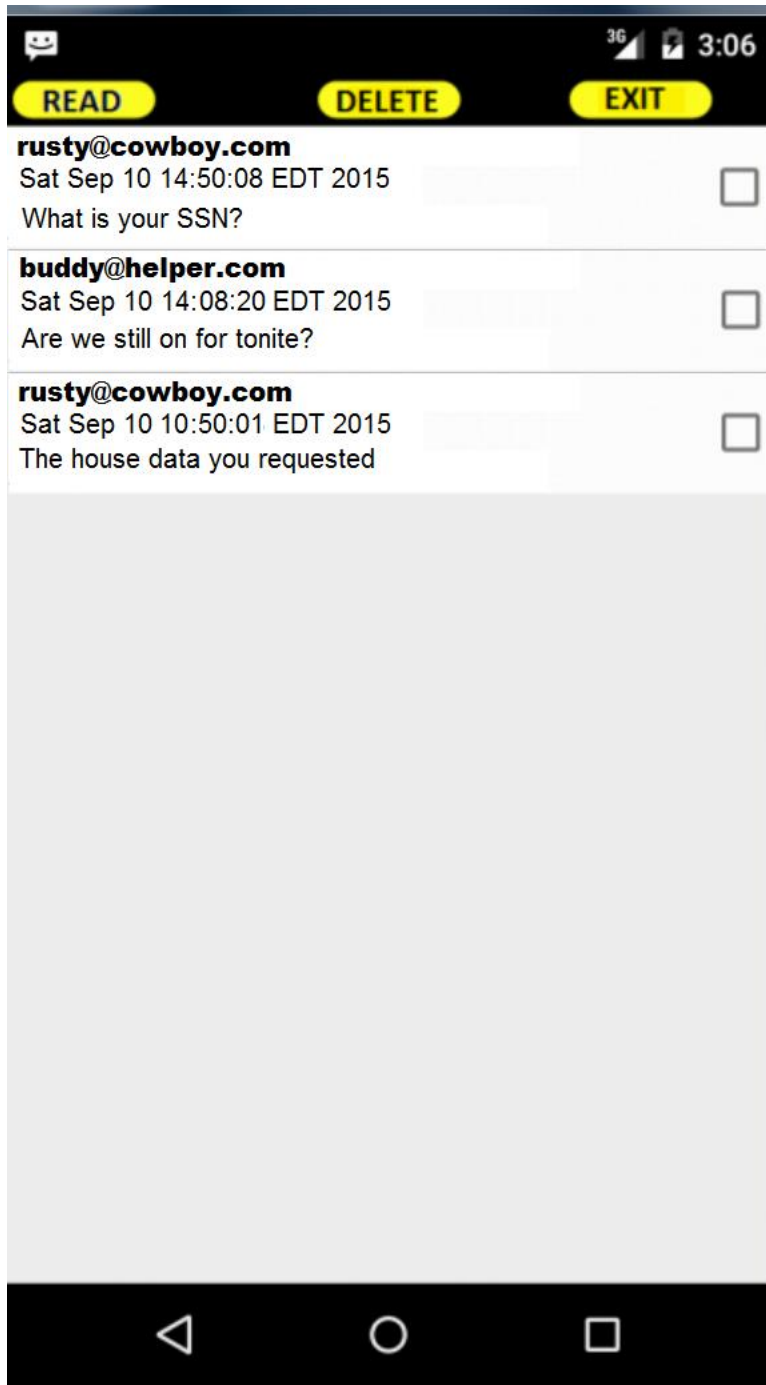 3G 3:06
READ DELETE EXIT
rusty@cowboy.com
Sat Sep 10 14:50:08 EDT 2015
What is your SSN?
buddy@helper.com
Sat Sep 10 14:08:20 EDT 2015
Are we still on for tonite?
rusty@cowboy.com
Sat Sep 10 10:50:01 EDT 2015
The house data you requested